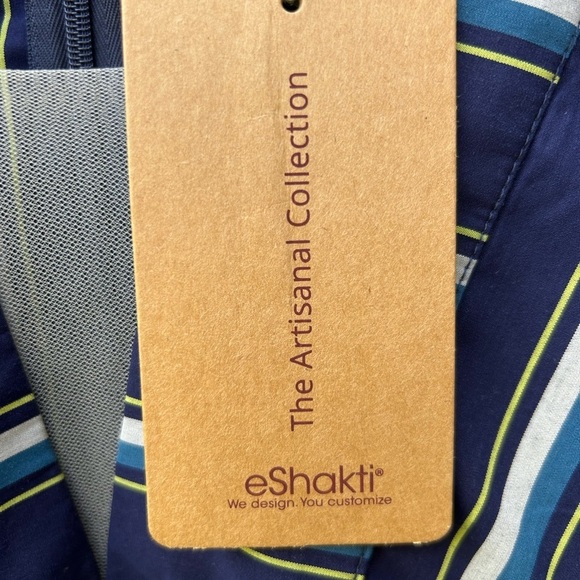 The Artisanal Collection
eShakti®
We design. You customize